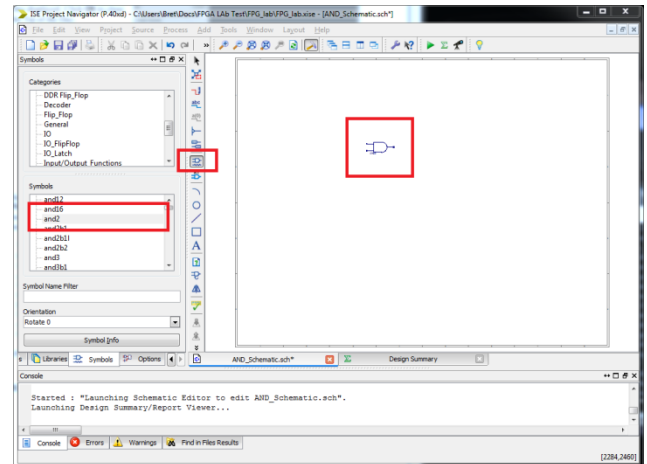 ISE Project Navigator (P.40xd) - C:\Users\Bret\Docs\FPGA LAb Test\FPG_lab\FPG_lab.xise - [AND_Schematic.sch*]
File Edit View Project Source Process Add Tools Window Layout Help
Symbols
Categories
DDR Flip_Flop
Decoder
Flip_Flop
General
IO
IO_FlipFlop
IO_Latch
Input/Output Functions
Symbols
and12
and16
and2
and2b1
and2b1l
and2b2
and3
and3b1
Symbol Name Filter
Orientation
Rotate 0
Symbol Info
s Libraries Symbols Options AND_Schematic.sch* Design Summary
Console
Started : "Launching Schematic Editor to edit AND_Schematic.sch".
Launching Design Summary/Report Viewer...
Console Errors Warnings Find in Files Results
[2284,2460]